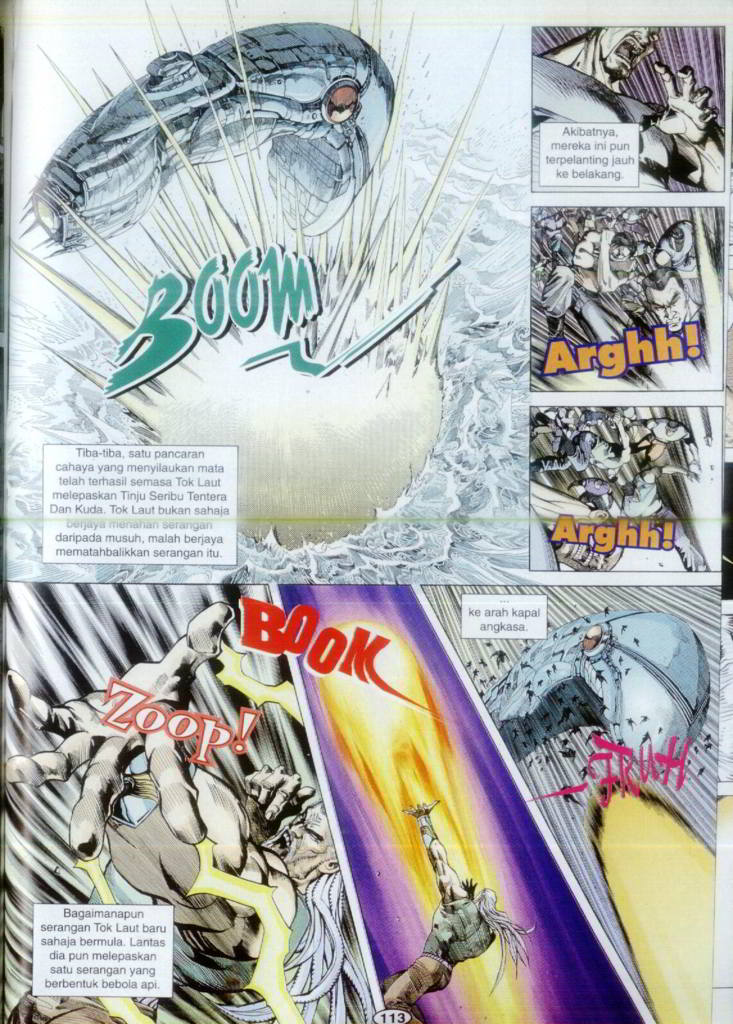 BOOM
Tiba-tiba, satu pancaran
cahaya yang menyilaukan mata
telah terhasil semasa Tok Laut
melepaskan Tinju Seribu Tentera
Dan Kuda. Tok Laut bukan sahaja
berjaya menahan serangan
daripada musuh, malah berjaya
mematahbalikkan serangan itu.
Akibatnya,
mereka ini pun
terpelanting jauh
ke belakang.
Arghh!
Arghh!
Zoop!
Bagaimanapun
serangan Tok Laut baru
sahaja bermula. Lantas
dia pun melepaskan
satu serangan yang
berbentuk bebola api.
BOOM
...
ke arah kapal
angkasa.
113